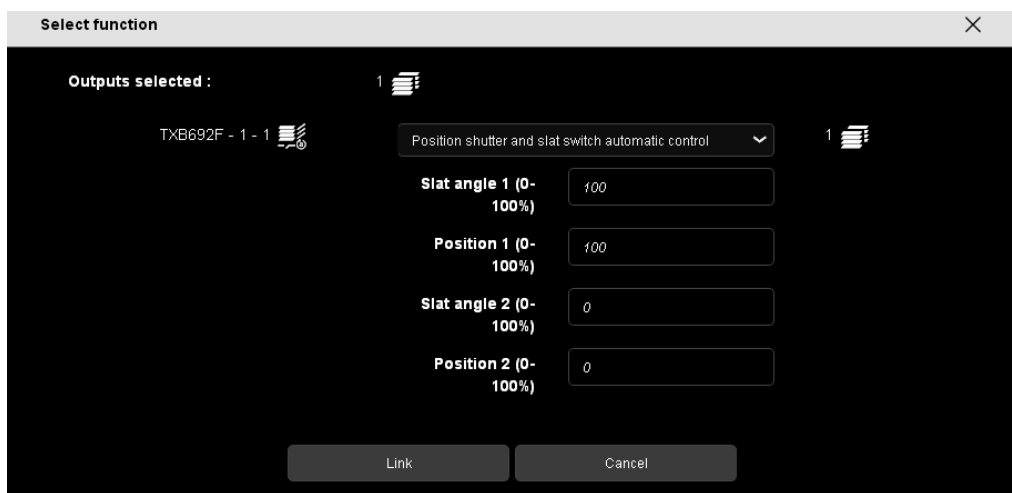 Select function
Outputs selected : 1
TXB692F - 1 - 1 Position shutter and slat switch automatic control 1
Slat angle 1 (0-
100%) 100
Position 1 (0-
100%) 100
Slat angle 2 (0-
100%) 0
Position 2 (0-
100%) 0
Link Cancel